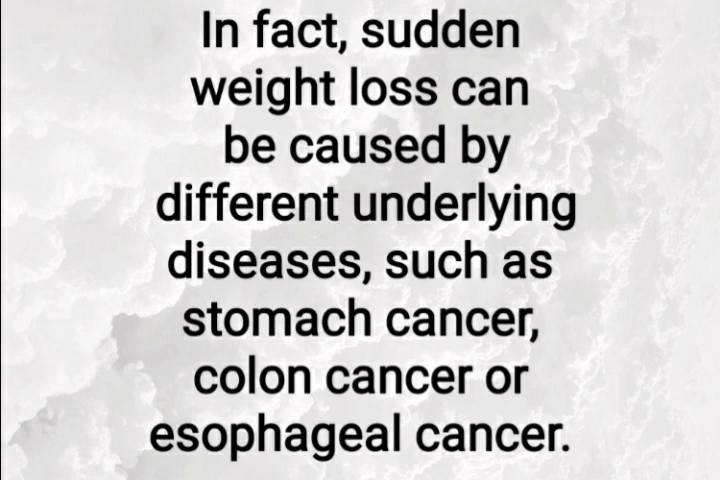 In fact, sudden
weight loss can
be caused by
different underlying
diseases, such as
stomach cancer,
colon cancer or
esophageal cancer.